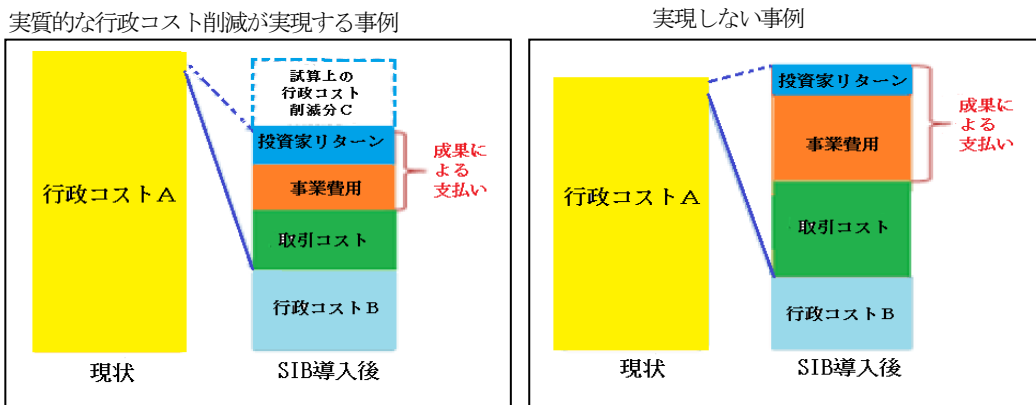 実質的な行政コスト削減が実現する事例
行政コストA
試算上の
行政コスト
削減分C
投資家リターン
事業費用
取引コスト
行政コストB
成果に
よる
支払い
現状
SIB導入後
実現しない事例
行政コストA
投資家リターン
事業費用
取引コスト
行政コストB
成果に
よる
支払い
現状
SIB導入後